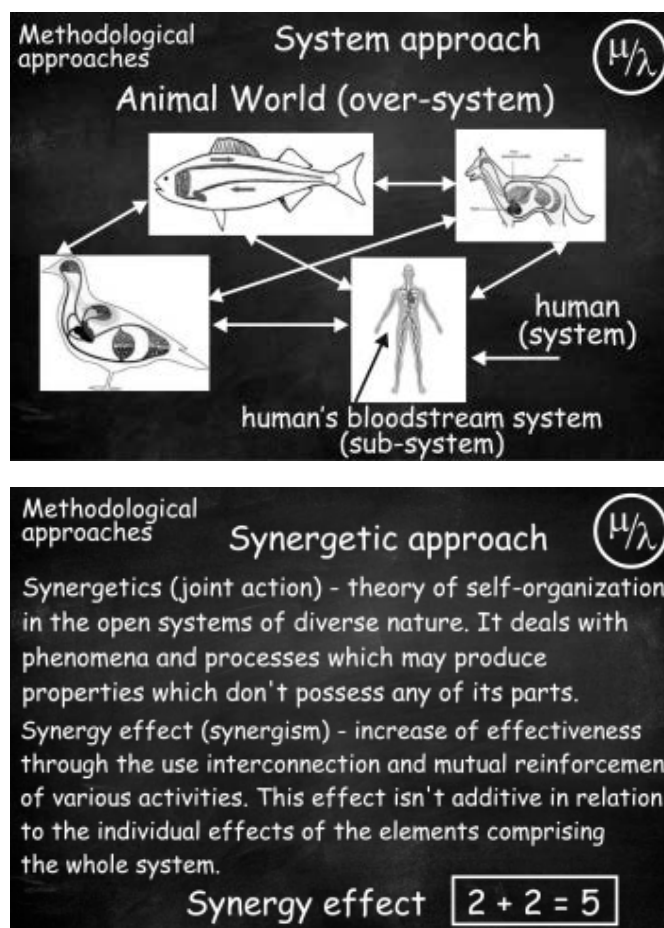 Methodological
approaches
System approach
μ/λ
Animal World (over-system)
human
(system)
human's bloodstream system
(sub-system)
Methodological
approaches
Synergetic approach
μ/λ
Synergetics (joint action) - theory of self-organization
in the open systems of diverse nature. It deals with
phenomena and processes which may produce
properties which don't possess any of its parts.
Synergy effect (synergism) - increase of effectiveness
through the use interconnection and mutual reinforcemen
of various activities. This effect isn't additive in relation
to the individual effects of the elements comprising
the whole system.
Synergy effect 2 + 2 = 5